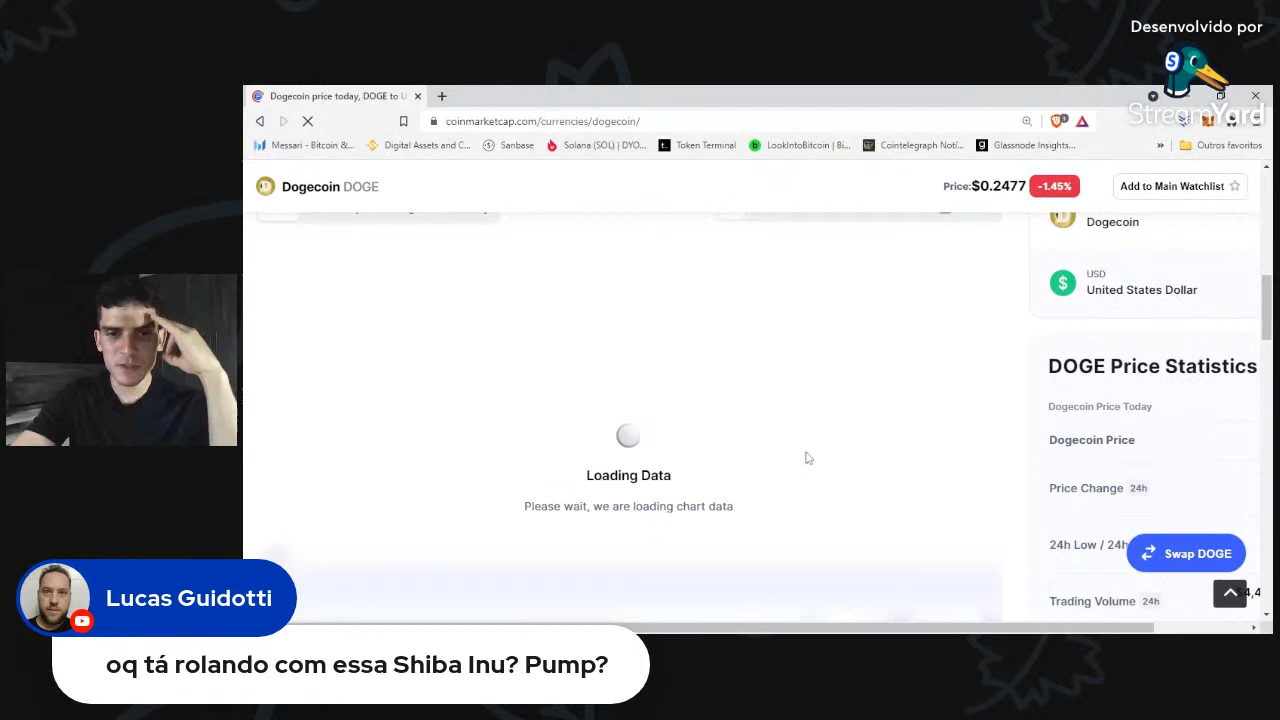 Desenvolvido por
StreamYard
Dogecoin price today, DOGE to U
coinmarketcap.com/currencies/dogecoin/
Messari - Bitcoin &... Digital Assets and C... Sanbase Solana (SOL) | DYO... Token Terminal LookIntoBitcoin | Bi... Cointelegraph Notí... Glassnode Insights... » Outros favoritos
Dogecoin DOGE Price: $0.2477 -1.45% Add to Main Watchlist
Dogecoin
USD
United States Dollar
DOGE Price Statistics
Dogecoin Price Today
Dogecoin Price
Loading Data
Price Change 24h
Please wait, we are loading chart data
24h Low / 24h
Swap DOGE
Trading Volume 24h
Lucas Guidotti
oq tá rolando com essa Shiba Inu? Pump?